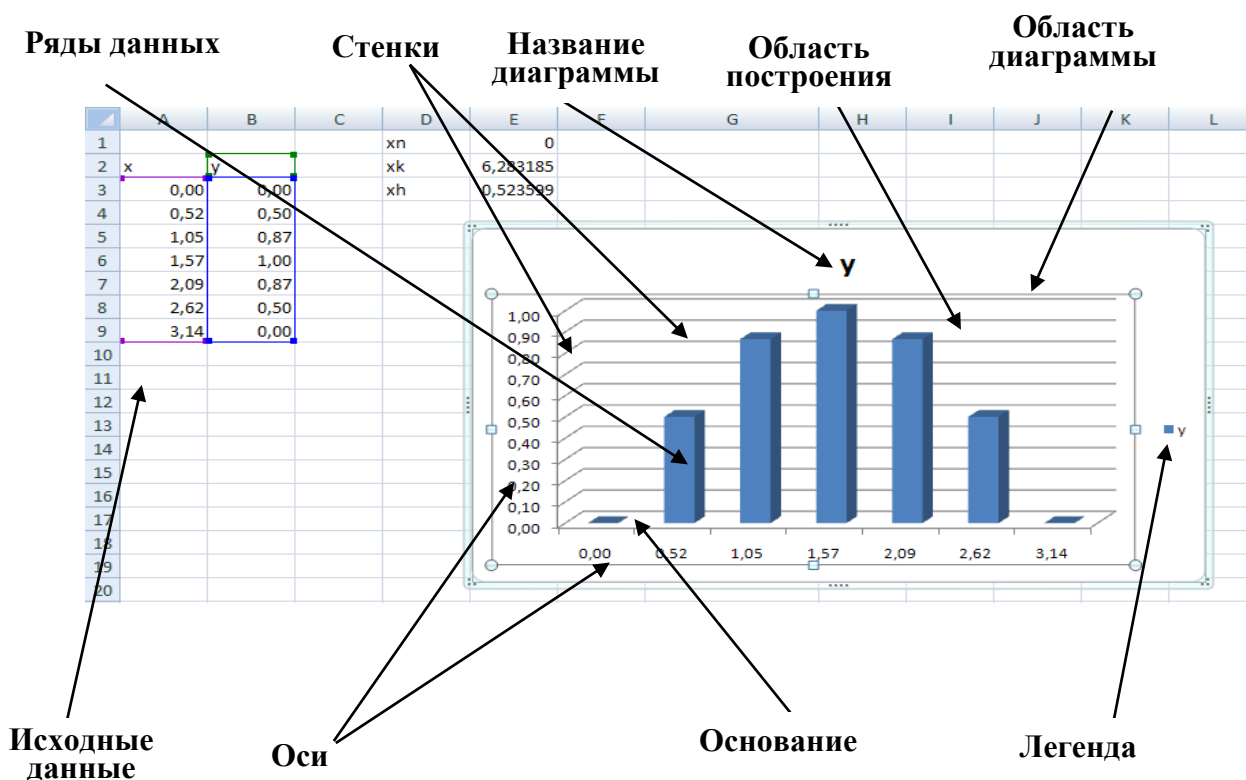 Ряды данных
Стенки
Название
диаграммы
Область
построения
Область
диаграммы
A B C D E F G H I J K L
1 xn 0
2 x y xk 6,283185
3 0,00 0,00 xh 0,523599
4 0,52 0,50
5 1,05 0,87
6 1,57 1,00
7 2,09 0,87
8 2,62 0,50
9 3,14 0,00
10
11
12
13
14
15
16
17
18
19
20
y
1,00
0,90
0,80
0,70
0,60
0,50
0,40
0,30
0,20
0,10
0,00
0,00 0,52 1,05 1,57 2,09 2,62 3,14
y
Исходные
данные
Оси
Основание
Легенда